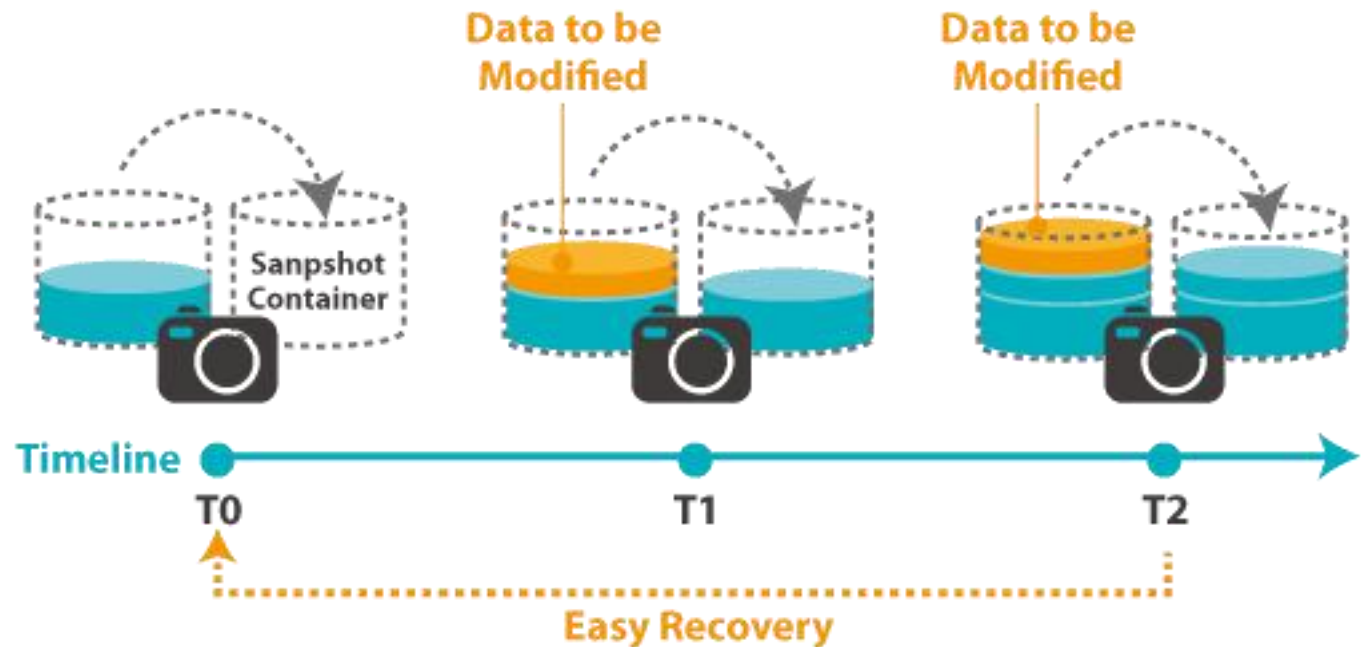 Data to be
Modified
Data to be
Modified
Sanpshot
Container
Timeline
T0
T1
T2
Easy Recovery